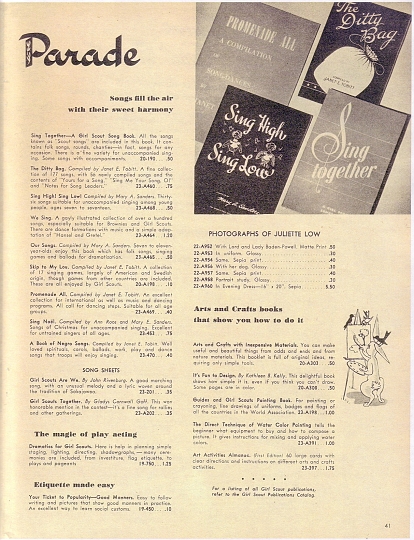 Parade
Songs fill the air
with their sweet harmony
Sing Together—A Girl Scout Song Book. All the songs
known as "Scout songs" are included in this book. It con-
tains folk songs, rounds, chanties—in fact, songs for any
occasion. There is a fine variety for unaccompanied sing-
ing. Some songs with accompaniments. 20-198 .50
The Ditty Bag. Compiled by Janet E. Tobitt. A fine collec-
tion of 171 songs, with 56 newly compiled songs and the
contents of "Yours for a Song," "Sing Me Your Song, O!"
and "Notes for Song Leaders." 23-A460 .75
Sing High! Sing Low! Compiled by Mary A. Sanders. Thirty-
six songs suitable for unaccompanied singing among young
people, ages seven to seventeen. 23-A468 .50
We Sing. A gayly illustrated collection of over a hundred
songs, especially suitable for Brownies and Girl Scouts.
There are dance formations with music and a simple adap-
tation of "Hansel and Gretel." 23-A464 1.20
Our Songs. Compiled by Mary A. Sanders. Seven to eleven-
year-olds enjoy this book which has folk songs, singing
games and ballads for dramatization. 23-A465 .50
Skip to My Lou. Compiled by Janet E. Tobitt. A collection
of 11 singing games, largely of American and Swedish
origin, though games from other countries are included.
These are all enjoyed by Girl Scouts. 20-A198 .10
Promenade All. Compiled by Janet E. Tobitt. An excellent
collection for international as well as music and dancing
programs. All call for dancing steps. Suitable for all age
groups. 23-A469 .40
Sing Noël. Compiled by Ann Roos and Mary A. Sanders.
Songs of Christmas for unaccompanied singing. Excellent
for untrained singers of all ages. 23-463 .75
A Book of Negro Songs. Compiled by Janet E. Tobitt. Well
loved spirituals, carols, ballads, work, play and dance
songs that troops will enjoy singing. 23-470 .40
SONG SHEETS
Girl Scouts Are We. By John Rivenburg. A good marching
song, with an unusual melody and a lyric woven around
the tradition of Sakajawea. 23-201 .35
Girl Scouts Together. By Gladys Cornwall Goff. This won
honorable mention in the contest—it's a fine song for rallies
and other gatherings. 23-A202 .35
The magic of play acting
Dramatics for Girl Scouts. Here is help in planning simple
staging, lighting, directing, shadowgraphs — many cere-
monies are included, from investiture, flag etiquette, to
plays and pageants 19-750 1.25
Etiquette made easy
Your Ticket to Popularity—Good Manners. Easy to follow
writing and pictures that show good manners in practice.
An excellent way to learn social customs. 19-450 .10
PROMENADE ALL
A COMPILATION
OF
SONG-DANCES
The
Ditty
Bag
COMPILED BY
JANET E. TOBITT
Sing High
Sing Low
Sing
together
PHOTOGRAPHS OF JULIETTE LOW
22-A952 With Lord and Lady Baden-Powell. Matte Print .50
22-A953 In uniform. Glossy .30
22-A954 Same. Sepia print .40
22-A956 With her dog. Glossy .30
22-A957 Same. Sepia print .40
22-A958 Portrait study. Glossy .30
22-A960 In Evening Dress—16" x 20". Sepia 5.50
Arts and Crafts books
that show you how to do it
Arts and Crafts with Inexpensive Materials. You can make
useful and beautiful things from odds and ends and from
nature materials. This booklet is full of original ideas, re-
quiring only simple tools. 20-A303 .50
It's Fun to Design. By Kathleen B. Kelly. This delightful book
shows how simple it is, even if you think you can't draw.
Some pages are in color. 20-A308 .50
Guides and Girl Scouts Painting Book. For painting or
crayoning, line drawings of uniforms, badges and flags of
all the countries in the World Association. 23-A198 1.00
The Direct Technique of Water Color Painting tells the
beginner what equipment to buy and how to compose a
picture. It gives instructions for mixing and applying water
colors. 23-A391 1.00
Art Activities Almanac. First Edition! 60 large cards with
clear directions and instructions on different arts and crafts
activities. 23-397 1.75
For a listing of all Girl Scout publications,
refer to the Girl Scout Publications Catalog.
41